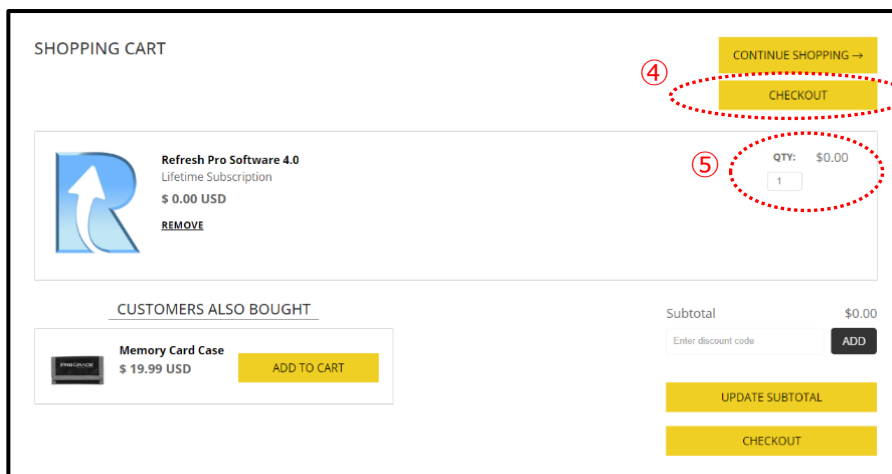 SHOPPING CART
CONTINUE SHOPPING →
④
CHECKOUT
Refresh Pro Software 4.0
Lifetime Subscription
$ 0.00 USD
REMOVE
⑤
QTY: $0.00
1
CUSTOMERS ALSO BOUGHT
PROGRADE
Memory Card Case
$ 19.99 USD
ADD TO CART
Subtotal $0.00
Enter discount code
ADD
UPDATE SUBTOTAL
CHECKOUT